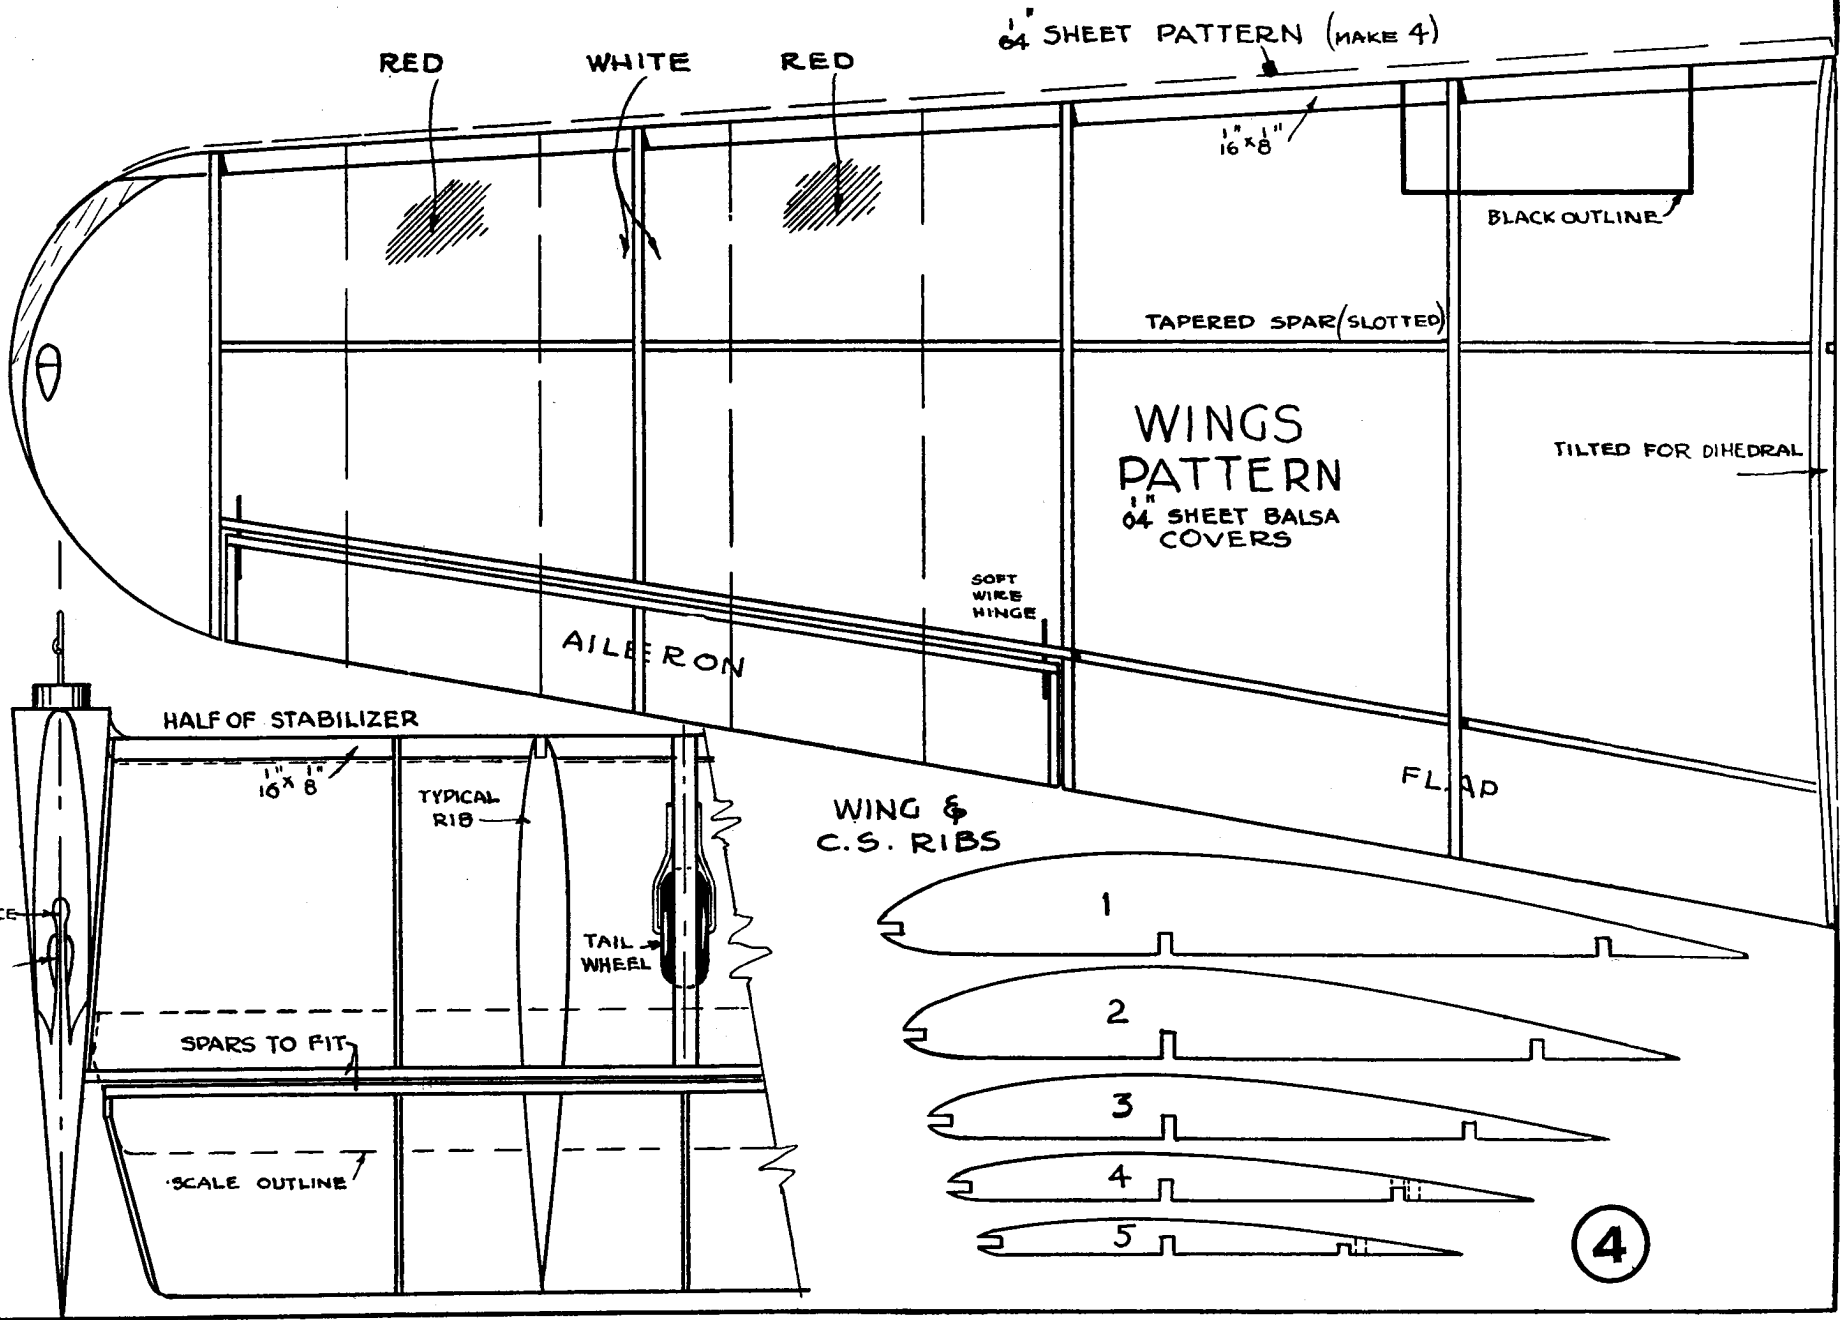 1/64" SHEET PATTERN (MAKE 4)
RED
WHITE
RED
1/16" x 1/8"
BLACK OUTLINE
TAPERED SPAR (SLOTTED)
WINGS
PATTERN
1/64" SHEET BALSA
COVERS
TILTED FOR DIHEDRAL
SOFT
WIRE
HINGE
AILERON
FLAP
HALF OF STABILIZER
1/16" x 1/8"
TYPICAL
RIB
WING &
C.S. RIBS
TAIL
WHEEL
SPARS TO FIT
SCALE OUTLINE
1
2
3
4
5
4